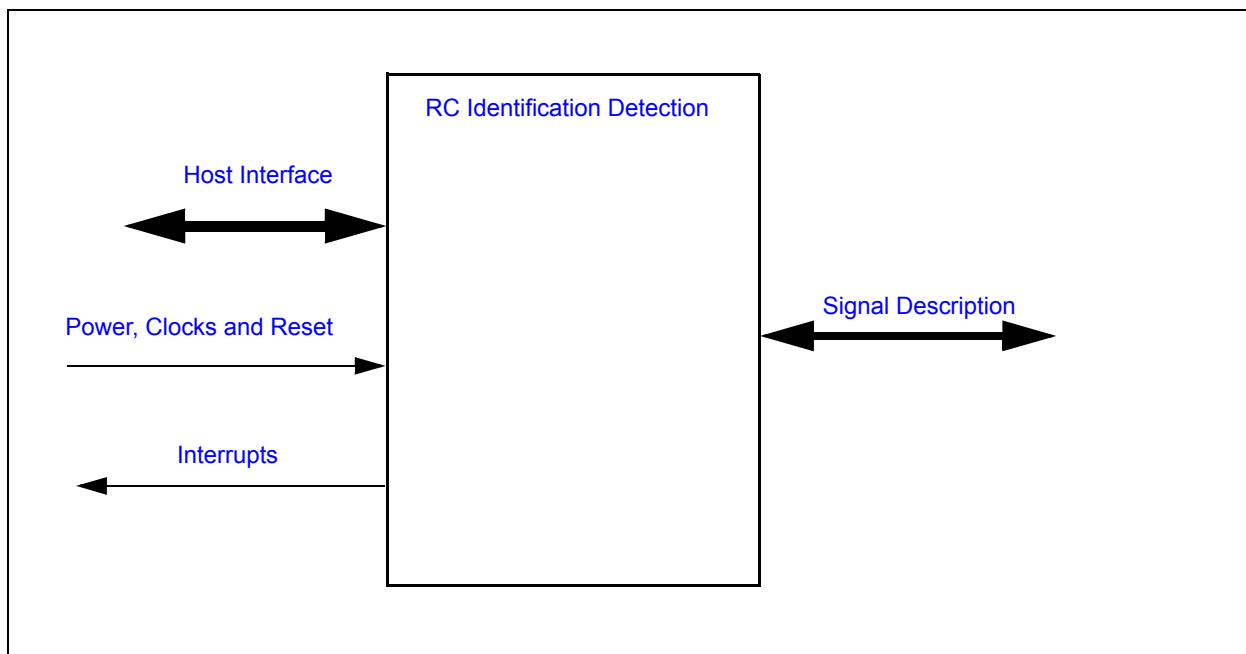 RC Identification Detection
Host Interface
Signal Description
Power, Clocks and Reset
Interrupts